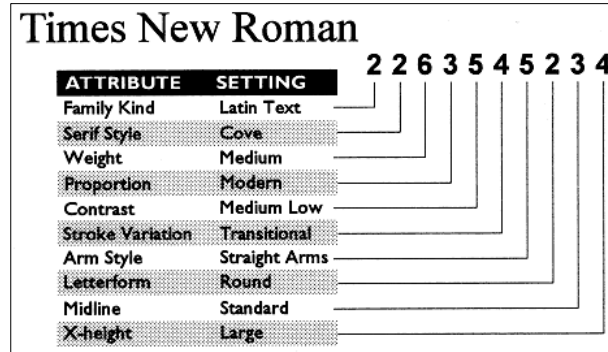 Times New Roman
2 2 6 3 5 4 5 2 3 4
ATTRIBUTE SETTING
Family Kind Latin Text
Serif Style Cove
Weight Medium
Proportion Modern
Contrast Medium Low
Stroke Variation Transitional
Arm Style Straight Arms
Letterform Round
Midline Standard
X-height Large